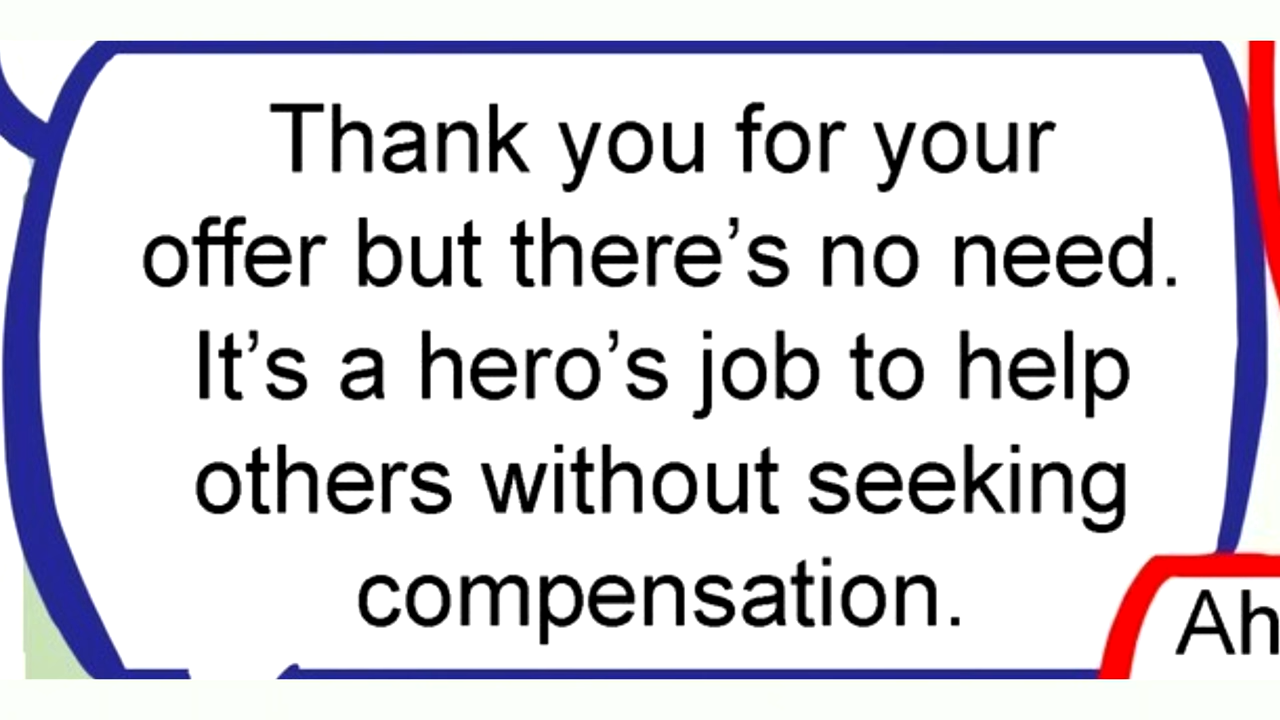 Thank you for your
offer but there’s no need.
It’s a hero’s job to help
others without seeking
compensation.
Ah